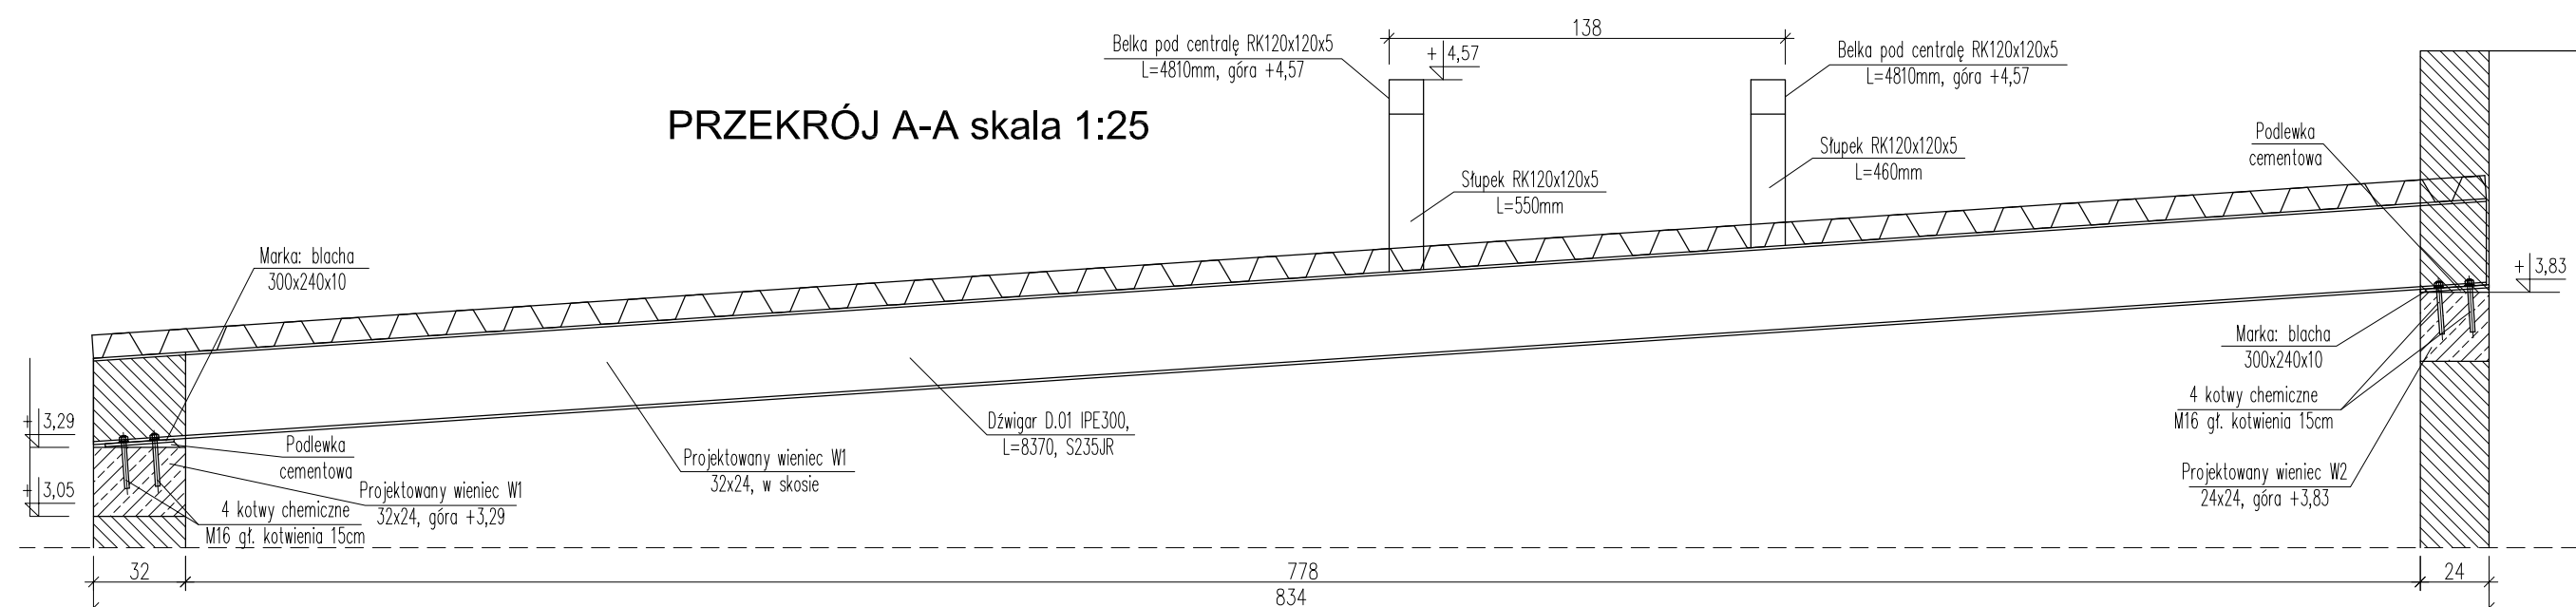 138
Belka pod centralę RK120x120x5
L=4810mm, góra +4,57
+ 4,57
Belka pod centralę RK120x120x5
L=4810mm, góra +4,57
PRZEKRÓJ A-A skala 1:25
Podlewka
cementowa
Słupek RK120x120x5
L=460mm
Słupek RK120x120x5
L=550mm
Marka: blacha
300x240x10
+ 3,83
Marka: blacha
300x240x10
4 kotwy chemiczne
M16 gł. kotwienia 15cm
+ 3,29
Dźwigar D.01 IPE300,
L=8370, S235JR
Podlewka
cementowa
Projektowany wieniec W1
32x24, w skosie
Projektowany wieniec W2
24x24, góra +3,83
+ 3,05
Projektowany wieniec W1
32x24, góra +3,29
4 kotwy chemiczne
M16 gł. kotwienia 15cm
32
778
24
834